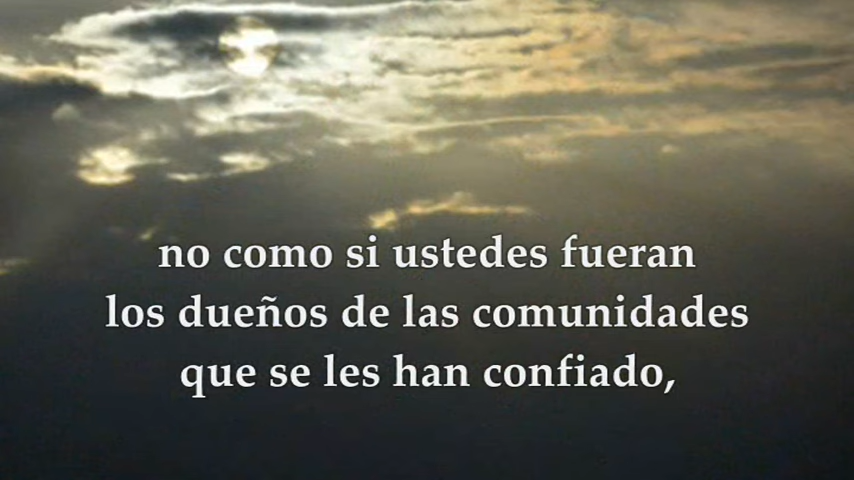 no como si ustedes fueran
los dueños de las comunidades
que se les han confiado,